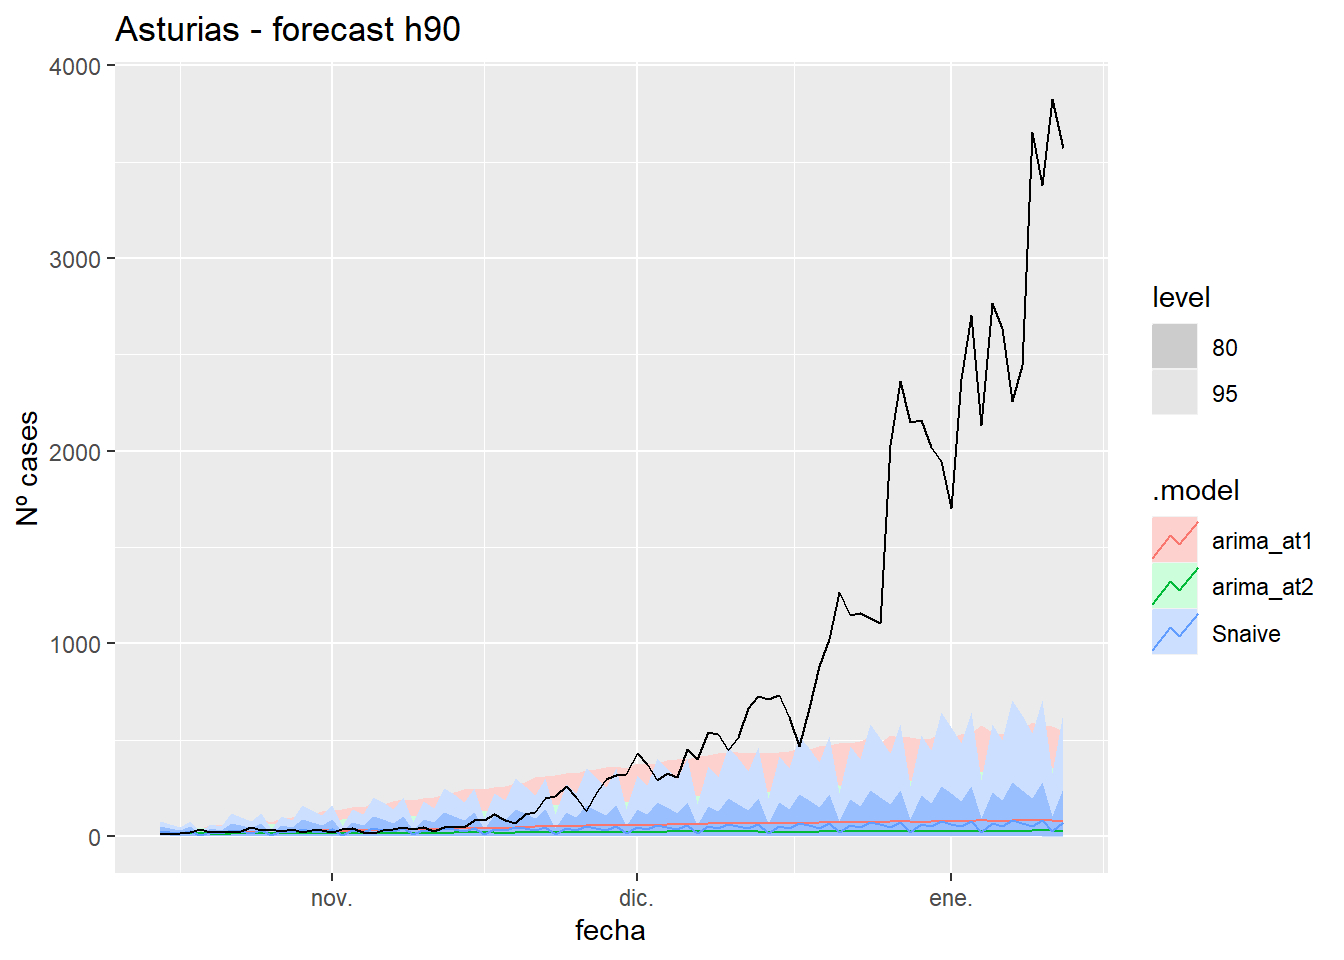 Asturias - forecast h90
Nº cases
4000
3000
2000
1000
0
nov.
dic.
ene.
fecha
level
80
95
.model
arima_at1
arima_at2
Snaive